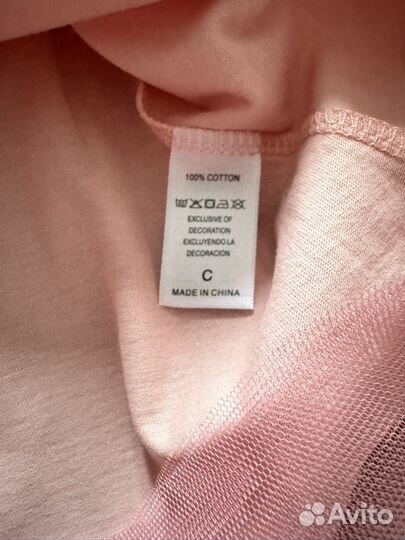 100% COTTON
EXCLUSIVE OF
DECORATION
EXCLUYENDO LA
DECORACION
C
MADE IN CHINA
Avito